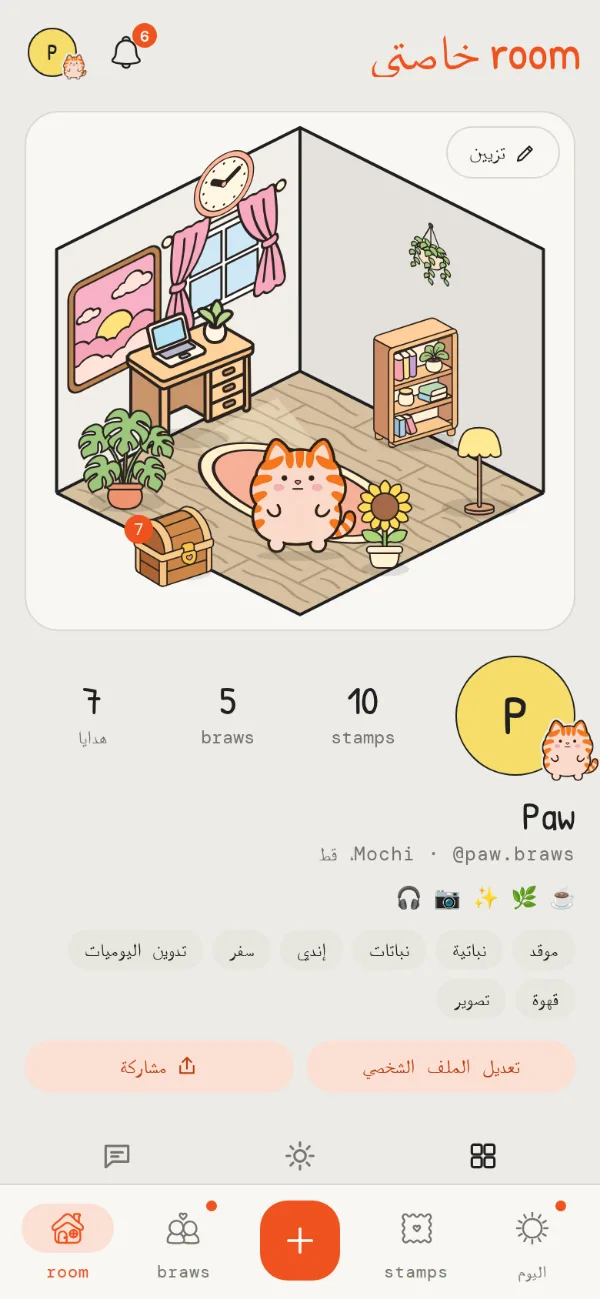 room خاصتي
6
P
تزيين
7
10
stamps
5
braws
7
هدايا
P
Paw
@paw.braws · Mochi. قط
موقد
نباتية
نباتات
إندي
سفر
تدوين اليوميات
قهوة
تصوير
تعديل الملف الشخصي
مشاركة
اليوم
stamps
braws
room